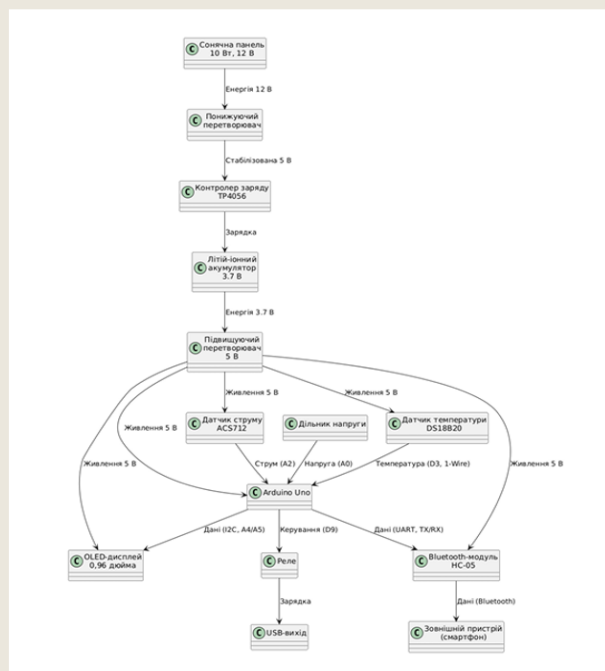 C Сонячна панель
10 Вт, 12 В
Енергія 12 В
C Понижуючий
перетворювач
Стабілізована 5 В
C Контролер заряду
TP4056
Зарядка
C Літій-іонний
акумулятор
3.7 В
Енергія 3.7 В
C Підвищуючий
перетворювач
5 В
Живлення 5 В
Живлення 5 В
Живлення 5 В
Живлення 5 В
Живлення 5 В
C Датчик струму
ACS712
C Дільник напруги
C Датчик температури
DS18B20
Струм (A2)
Напруга (A0)
Температура (D3, 1-Wire)
C Arduino Uno
Дані (I2C, A4/A5)
Керування (D9)
Дані (UART, TX/RX)
C OLED-дисплей
0,96 дюйма
C Реле
C Bluetooth-модуль
HC-05
Зарядка
Дані (Bluetooth)
C USB-вихід
C Зовнішній пристрій
(смартфон)